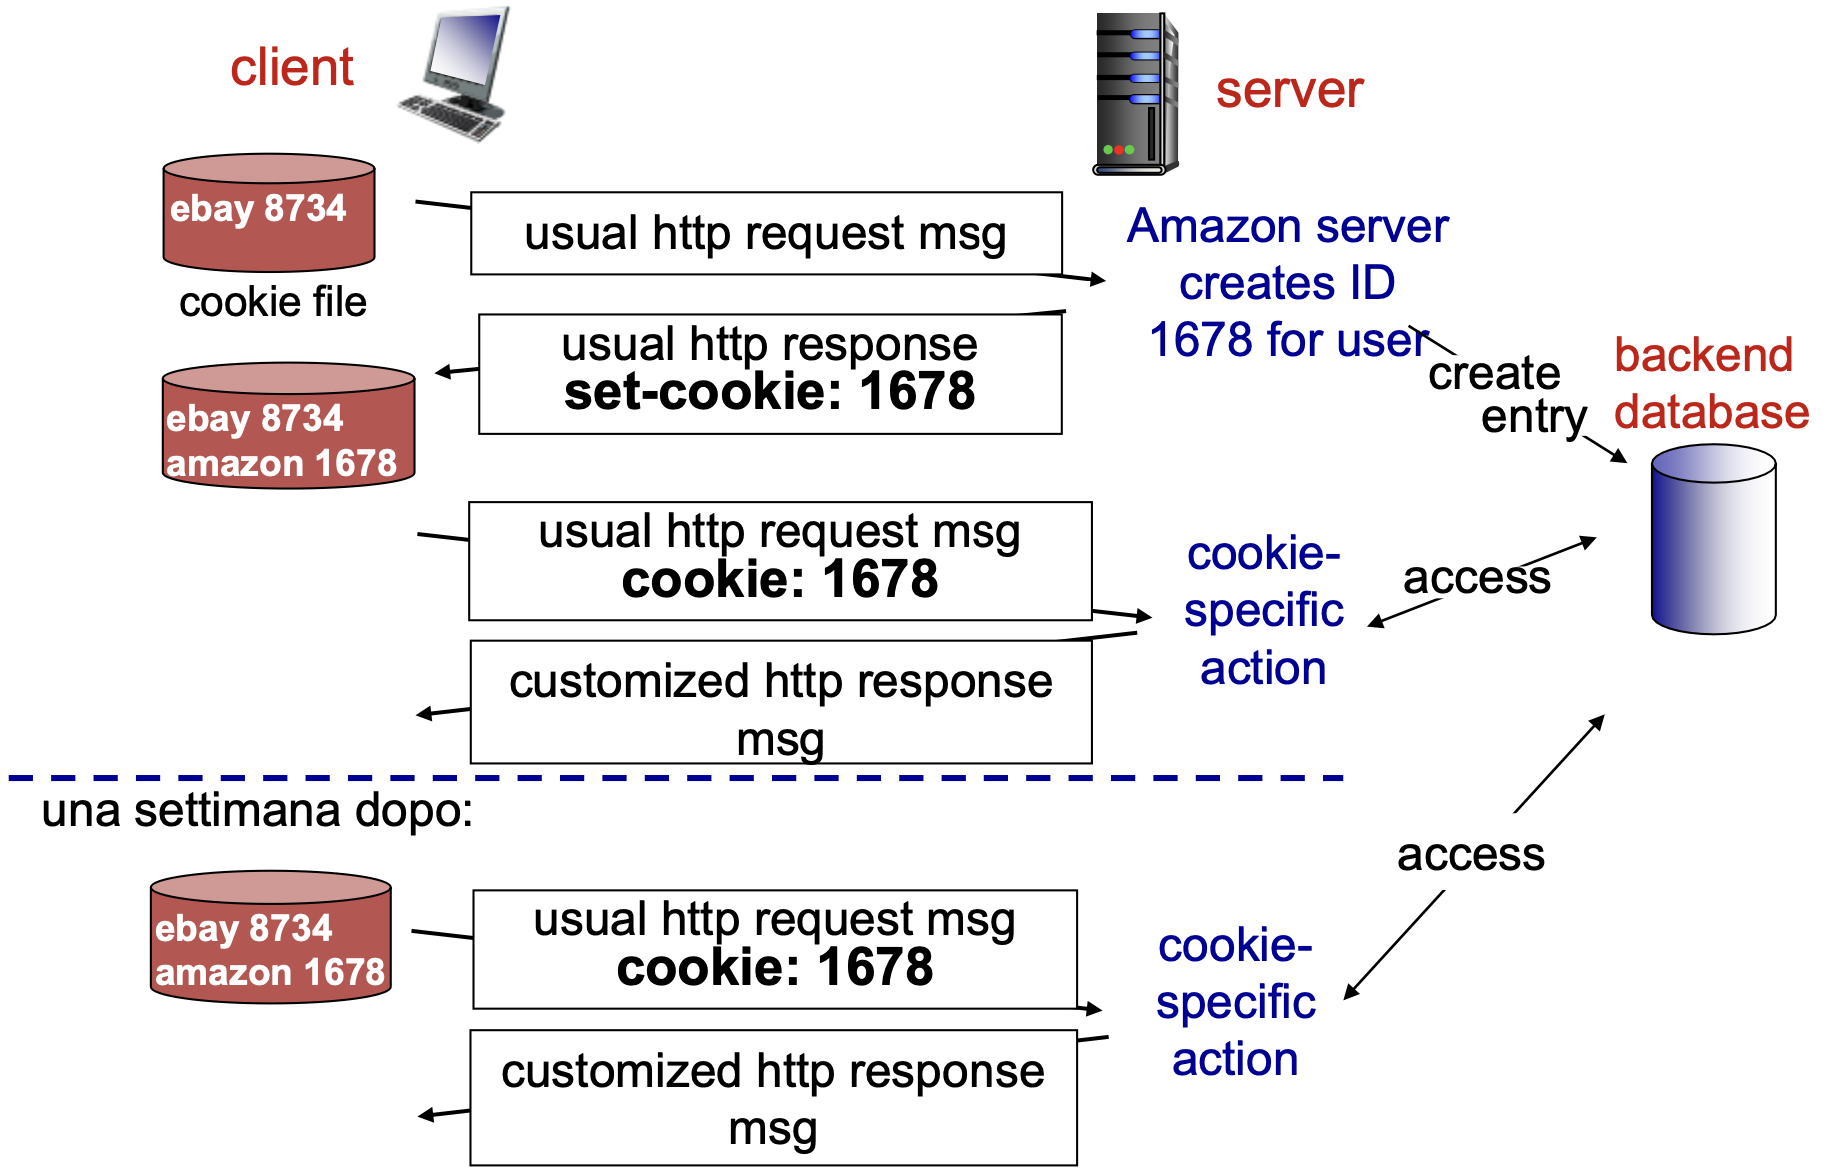 client
server
ebay 8734
cookie file
usual http request msg
Amazon server
creates ID
1678 for user
usual http response
set-cookie: 1678
create
entry
backend
database
ebay 8734
amazon 1678
usual http request msg
cookie: 1678
cookie-
specific
action
access
customized http response
msg
una settimana dopo:
access
ebay 8734
amazon 1678
usual http request msg
cookie: 1678
cookie-
specific
action
customized http response
msg